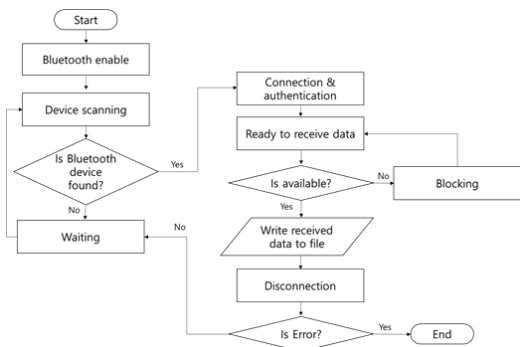 Start
Bluetooth enable
Device scanning
Is Bluetooth
device
found?
Yes
No
Waiting
Connection &
authentication
Ready to receive data
Is available?
No
Blocking
Yes
Write received
data to file
Disconnection
Is Error?
No
Yes
End